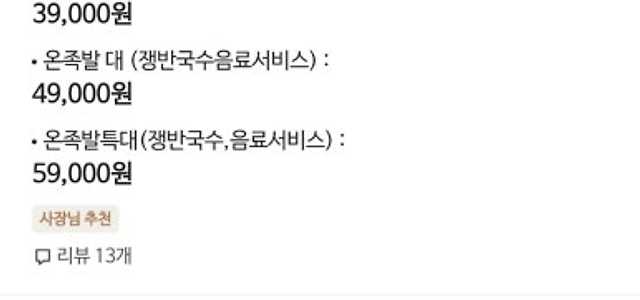 39,000원
• 온족발 대 (쟁반국수음료서비스) :
49,000원
• 온족발특대(쟁반국수,음료서비스) :
59,000원
사장님 추천
리뷰 13개